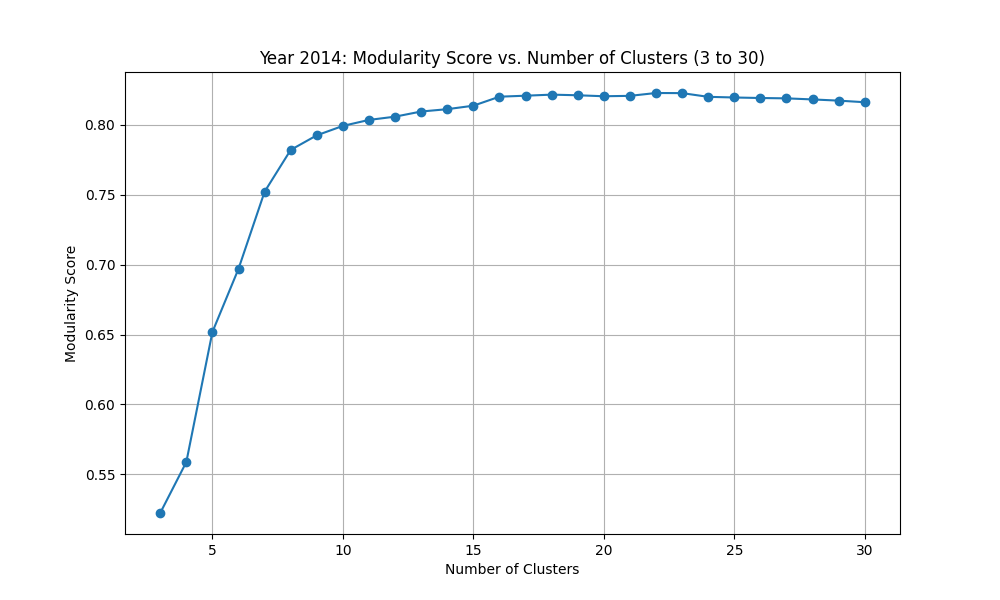 Year 2014: Modularity Score vs. Number of Clusters (3 to 30)
Modularity Score
0.80
0.75
0.70
0.65
0.60
0.55
5 10 15 20 25 30
Number of Clusters